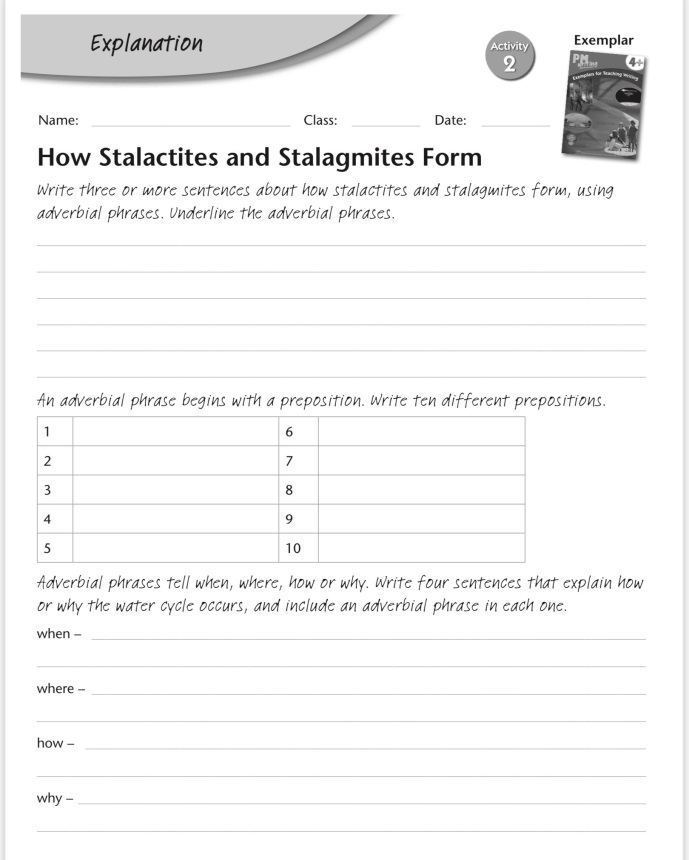 Explanation
Activity
2
Exemplar
PM
Writing
4+
Exemplars for Teaching Writing
Name:
Class:
Date:
How Stalactites and Stalagmites Form
Write three or more sentences about how stalactites and stalagmites form, using
adverbial phrases. Underline the adverbial phrases.
An adverbial phrase begins with a preposition. Write ten different prepositions.
1
6
2
7
3
8
4
9
5
10
Adverbial phrases tell when, where, how or why. Write four sentences that explain how
or why the water cycle occurs, and include an adverbial phrase in each one.
when –
where –
how –
why –